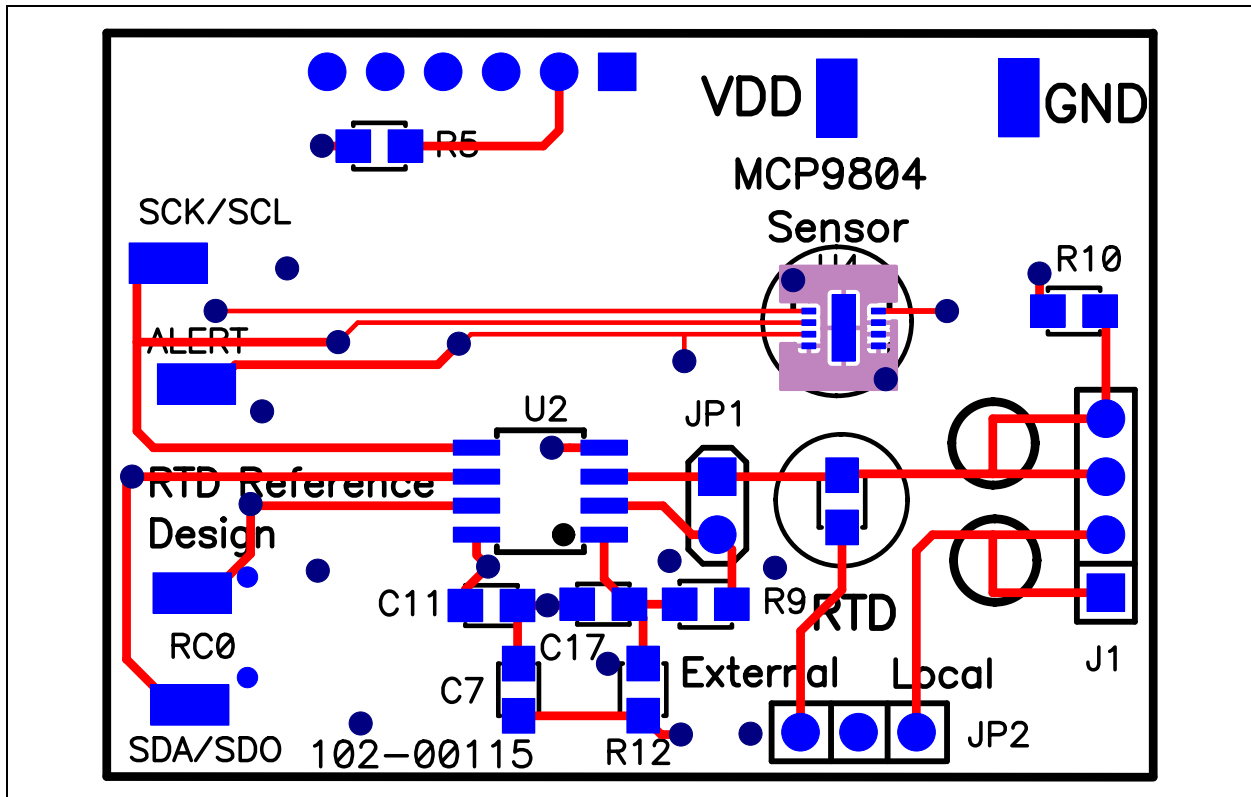 VDD
GND
R5
MCP9804
Sensor
U4
SCK/SCL
R10
ALERT
U2
JP1
RTD Reference
Design
C11
R9
RTD
RC0
C17
J1
C7
External
Local
SDA/SDO
102-00115
R12
JP2